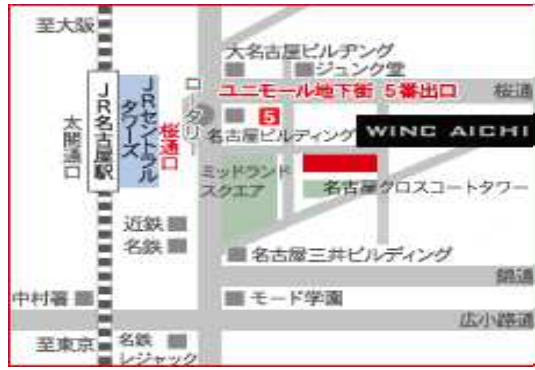 至大阪
大名古屋ビルヂング
ジュンク堂
ユニモール地下街 5番出口
桜通
5
名古屋ビルディング
WINC AICHI
JR名古屋駅
JRセントラル
タワーズ
桜通口
ロータリー
太閤通口
ミッドランド
スクエア
名古屋クロスコートタワー
近鉄
名鉄
名古屋三井ビルディング
錦通
中村署
モード学園
広小路通
至東京
名鉄
レジャック